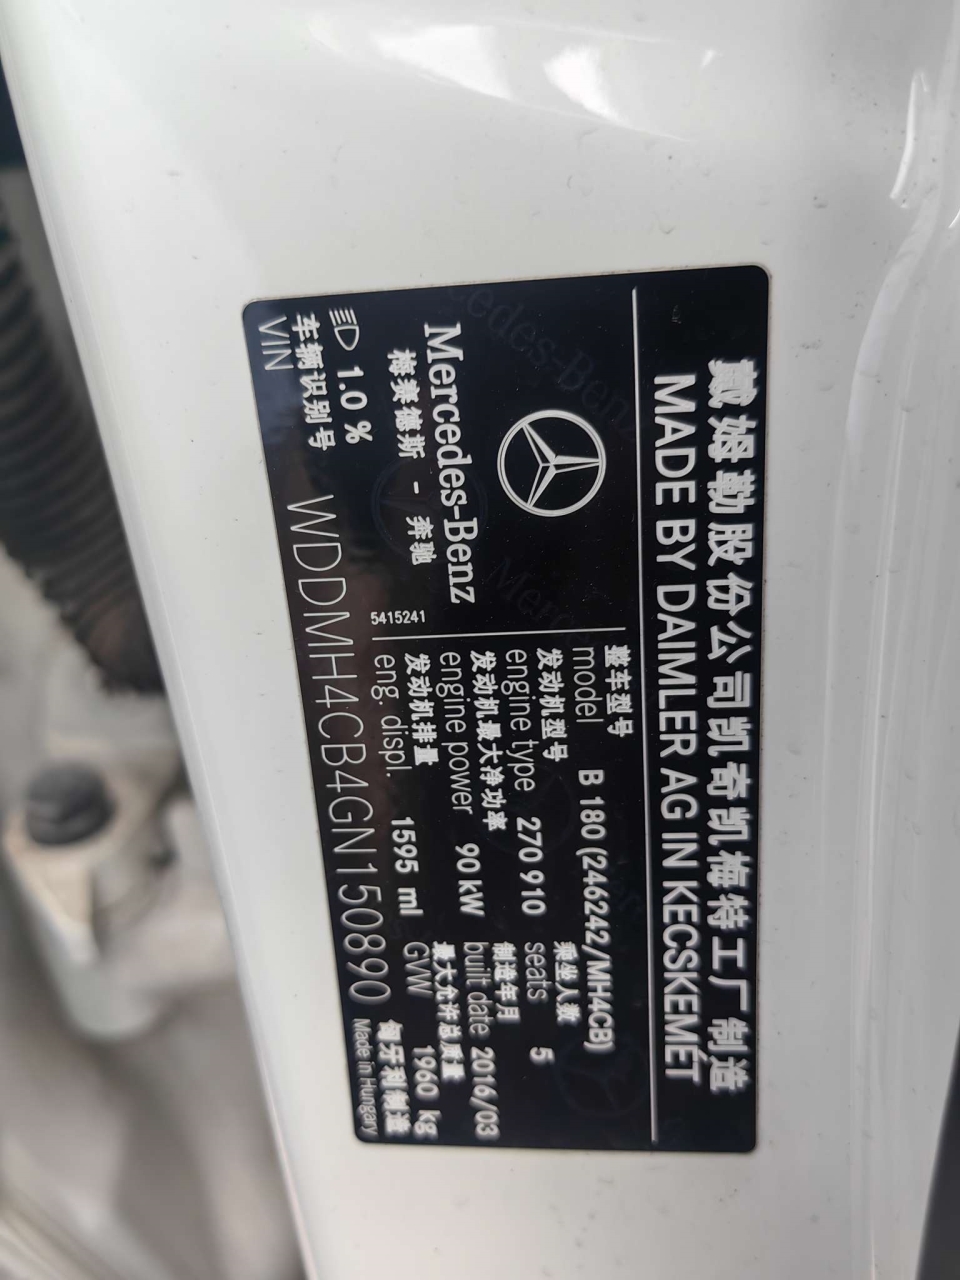 戴姆勒股份公司凯奇凯梅特工厂制造
MADE BY DAIMLER AG IN KECSKEMÉT
Mercedes-Benz
梅赛德斯 - 奔驰
1.0 %
5415241
整车型号
model B 180 (246242/MH4CB)
发动机型号 乘坐人数
engine type 270 910 seats 5
发动机最大净功率 制造年月
engine power 90 kW built date 2016/03
发动机排量 最大允许总质量
eng. displ. 1595 ml GVW 1960 kg
车辆识别号 匈牙利制造
VIN WDDMH4CB4GN150890 Made in Hungary